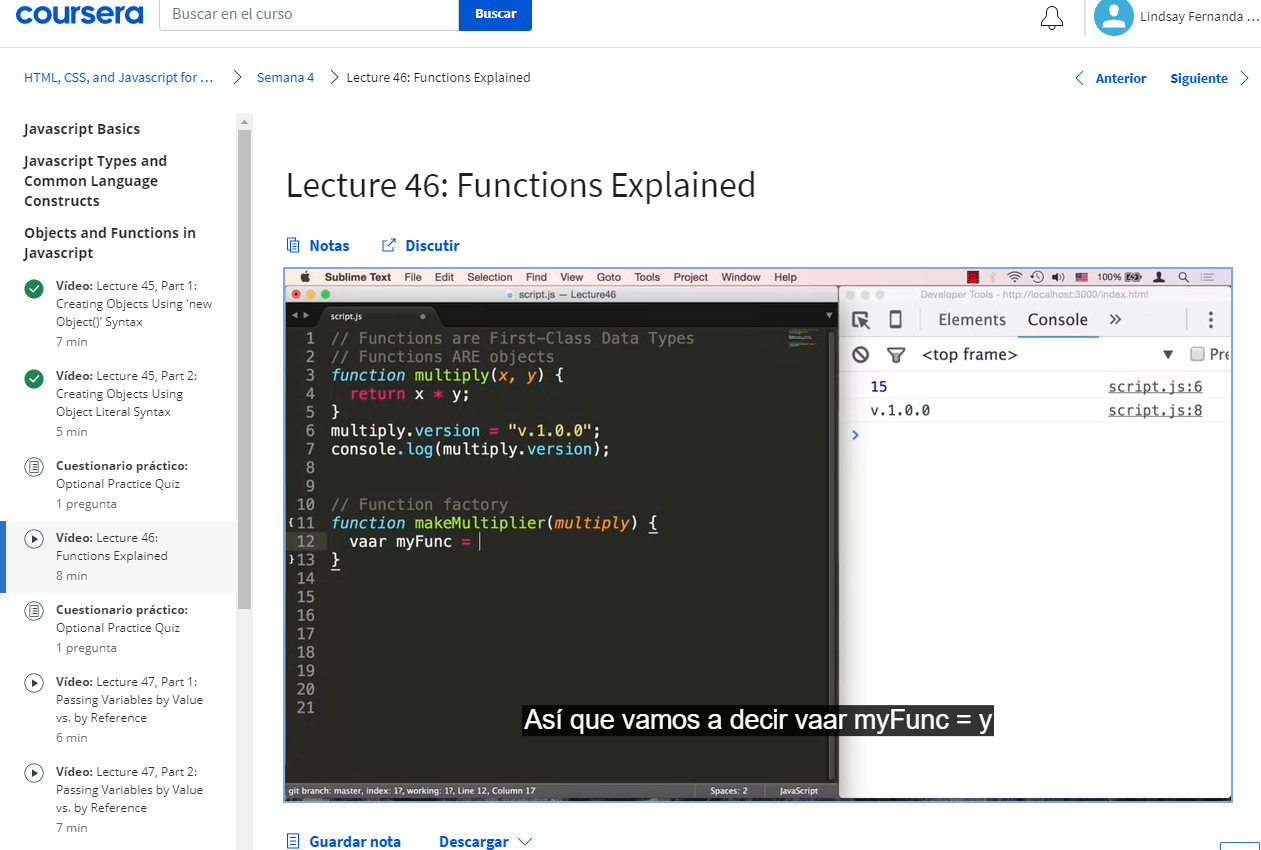 coursera
Buscar en el curso
Buscar
Lindsay Fernanda ...
HTML, CSS, and Javascript for ...
Semana 4
Lecture 46: Functions Explained
Anterior
Siguiente
Javascript Basics
Javascript Types and
Common Language
Constructs
Objects and Functions in
Javascript
Vídeo: Lecture 45, Part 1:
Creating Objects Using 'new
Object()' Syntax
7 min
Vídeo: Lecture 45, Part 2:
Creating Objects Using
Object Literal Syntax
5 min
Cuestionario práctico:
Optional Practice Quiz
1 pregunta
Vídeo: Lecture 46:
Functions Explained
8 min
Cuestionario práctico:
Optional Practice Quiz
1 pregunta
Vídeo: Lecture 47, Part 1:
Passing Variables by Value
vs. by Reference
6 min
Vídeo: Lecture 47, Part 2:
Passing Variables by Value
vs. by Reference
7 min
Lecture 46: Functions Explained
Notas
Discutir
Sublime Text File Edit Selection Find View Goto Tools Project Window Help
100%
script.js — Lecture46
script.js
1 // Functions are First-Class Data Types
2 // Functions ARE objects
3 function multiply(x, y) {
4 return x * y;
5 }
6 multiply.version = "v.1.0.0";
7 console.log(multiply.version);
8
9
10 // Function factory
11 function makeMultiplier(multiply) {
12 vaar myFunc =
13 }
14
15
16
17
18
19
20
21
git branch: master, index: 1?, working: 1?, Line 12, Column 17
Spaces: 2
JavaScript
Developer Tools - http://localhost:3000/index.html
Elements
Console
<top frame>
Pre
15 script.js:6
v.1.0.0 script.js:8
Así que vamos a decir vaar myFunc = y
Guardar nota
Descargar